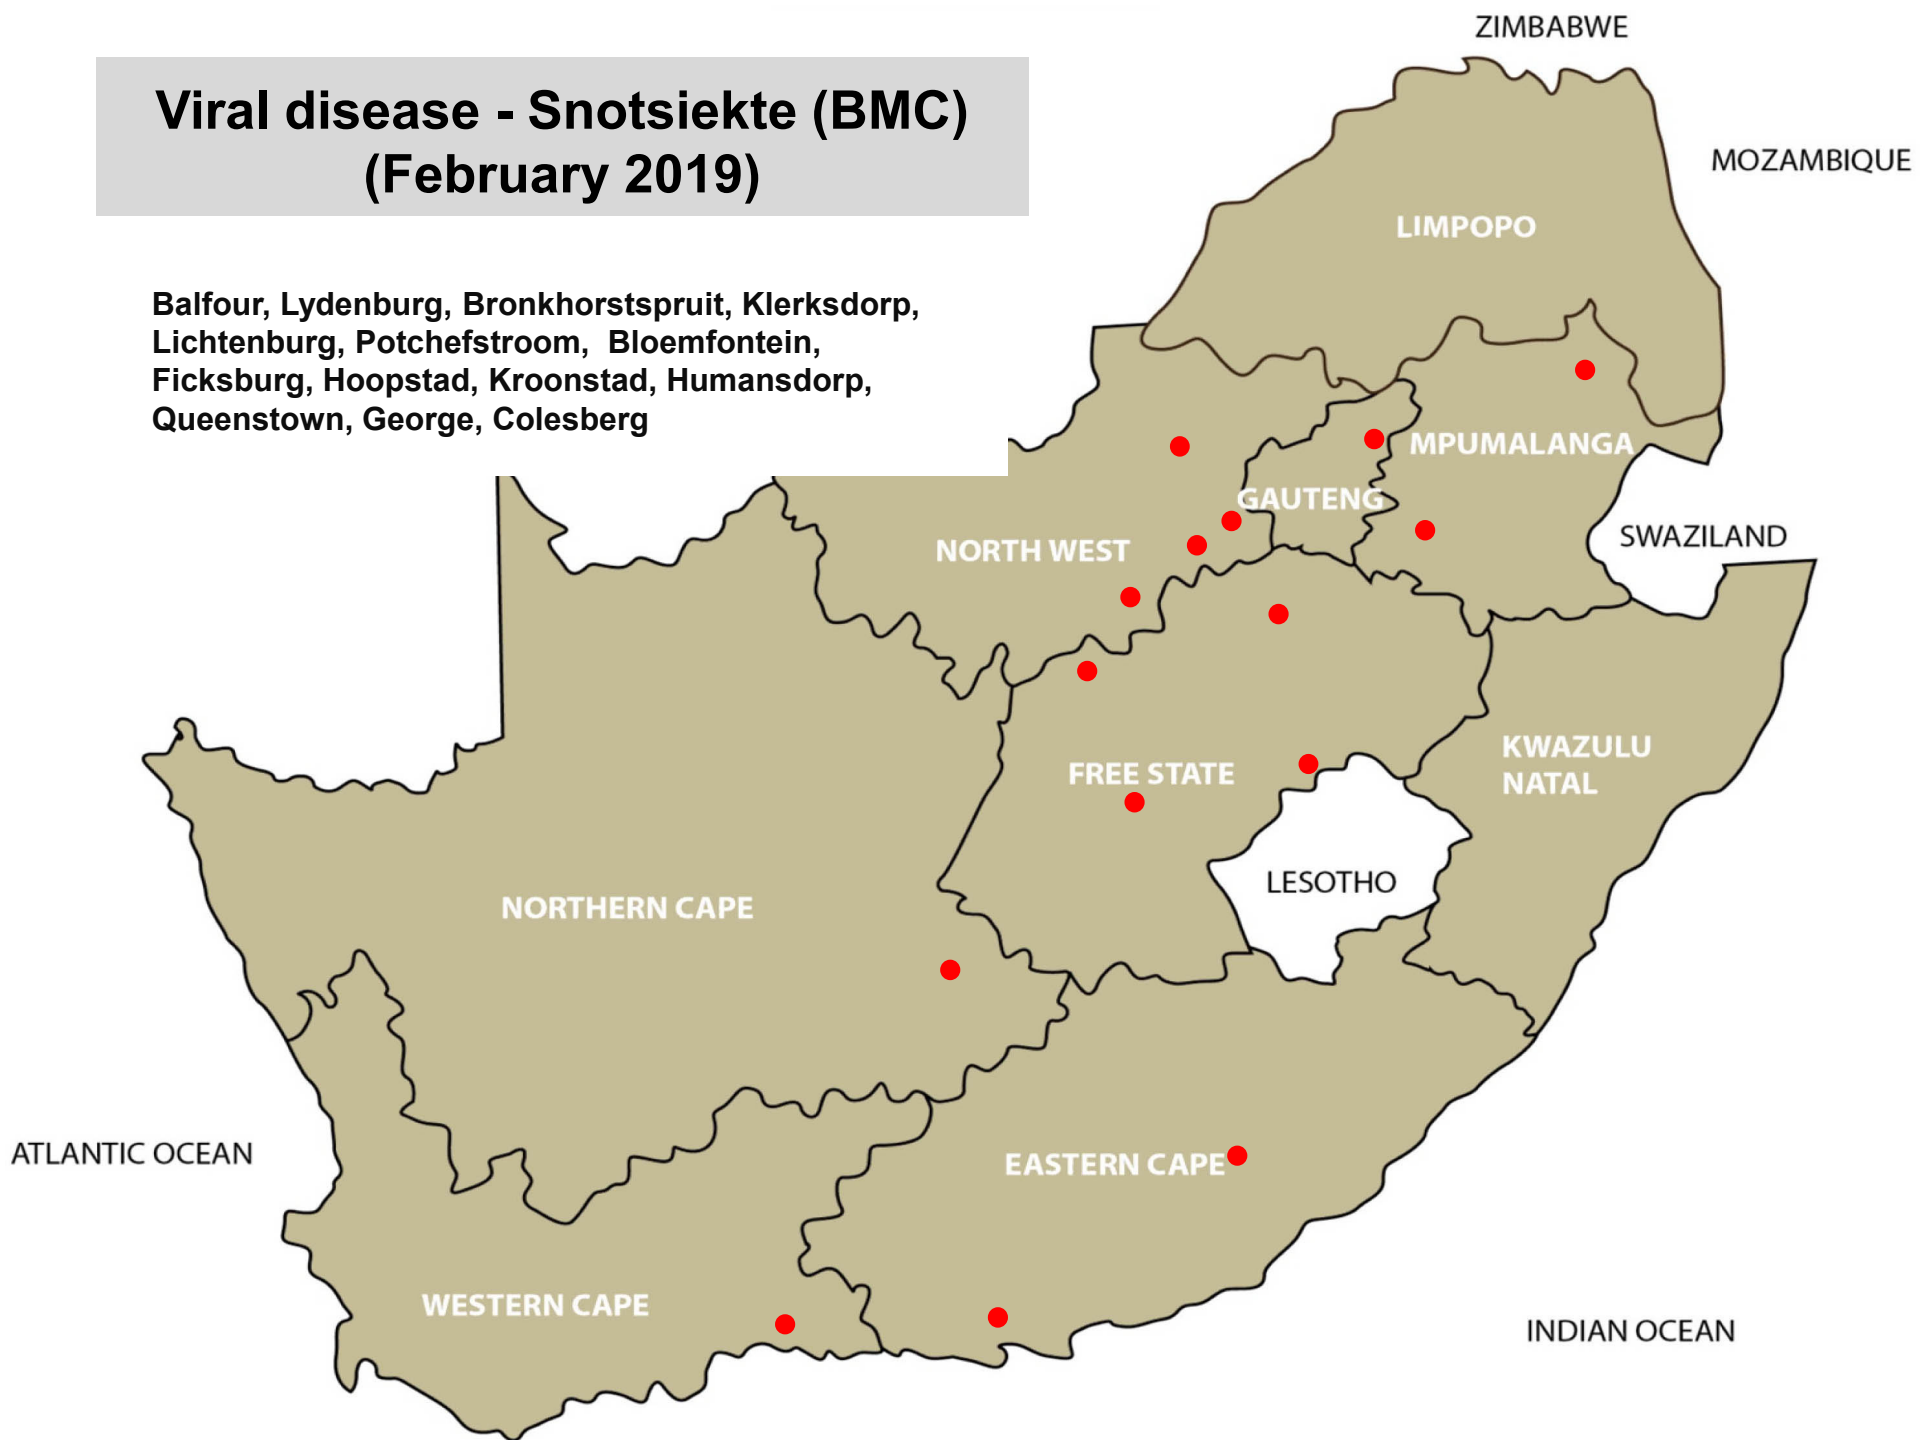 ZIMBABWE
Viral disease - Snotsiekte (BMC)
(February 2019)
MOZAMBIQUE
LIMPOPO
Balfour, Lydenburg, Bronkhorstspruit, Klerksdorp,
Lichtenburg, Potchefstroom, Bloemfontein,
Ficksburg, Hoopstad, Kroonstad, Humansdorp,
Queenstown, George, Colesberg
MPUMALANGA
GAUTENG
SWAZILAND
NORTH WEST
KWAZULU
NATAL
FREE STATE
LESOTHO
NORTHERN CAPE
ATLANTIC OCEAN
EASTERN CAPE
WESTERN CAPE
INDIAN OCEAN